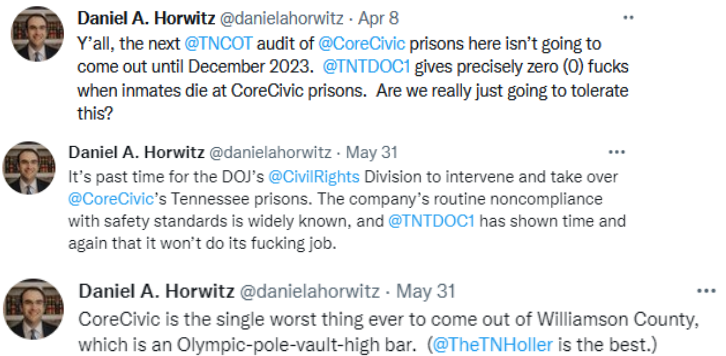 Daniel A. Horwitz @danielahorwitz · Apr 8
Y'all, the next @TNCOT audit of @CoreCivic prisons here isn't going to
come out until December 2023.  @TNTDOC1 gives precisely zero (0) fucks
when inmates die at CoreCivic prisons.  Are we really just going to tolerate
this?
Daniel A. Horwitz @danielahorwitz · May 31
It's past time for the DOJ's @CivilRights Division to intervene and take over
@CoreCivic's Tennessee prisons. The company's routine noncompliance
with safety standards is widely known, and @TNTDOC1 has shown time and
again that it won't do its fucking job.
Daniel A. Horwitz @danielahorwitz · May 31
CoreCivic is the single worst thing ever to come out of Williamson County,
which is an Olympic-pole-vault-high bar.  (@TheTNHoller is the best.)